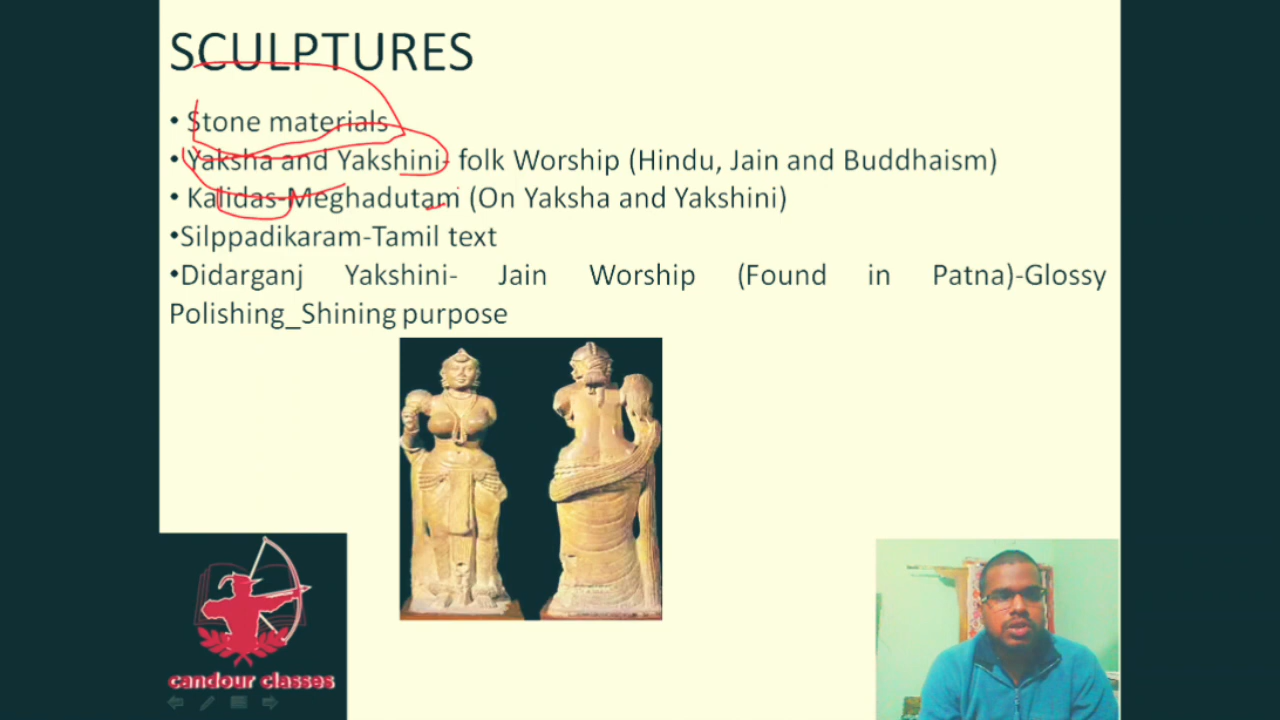 SCULPTURES
• Stone materials
• Yaksha and Yakshini- folk Worship (Hindu, Jain and Buddhaism)
• Kalidas-Meghadutam (On Yaksha and Yakshini)
•Silppadikaram-Tamil text
•Didarganj Yakshini- Jain Worship (Found in Patna)-Glossy
Polishing_Shining purpose
candour classes